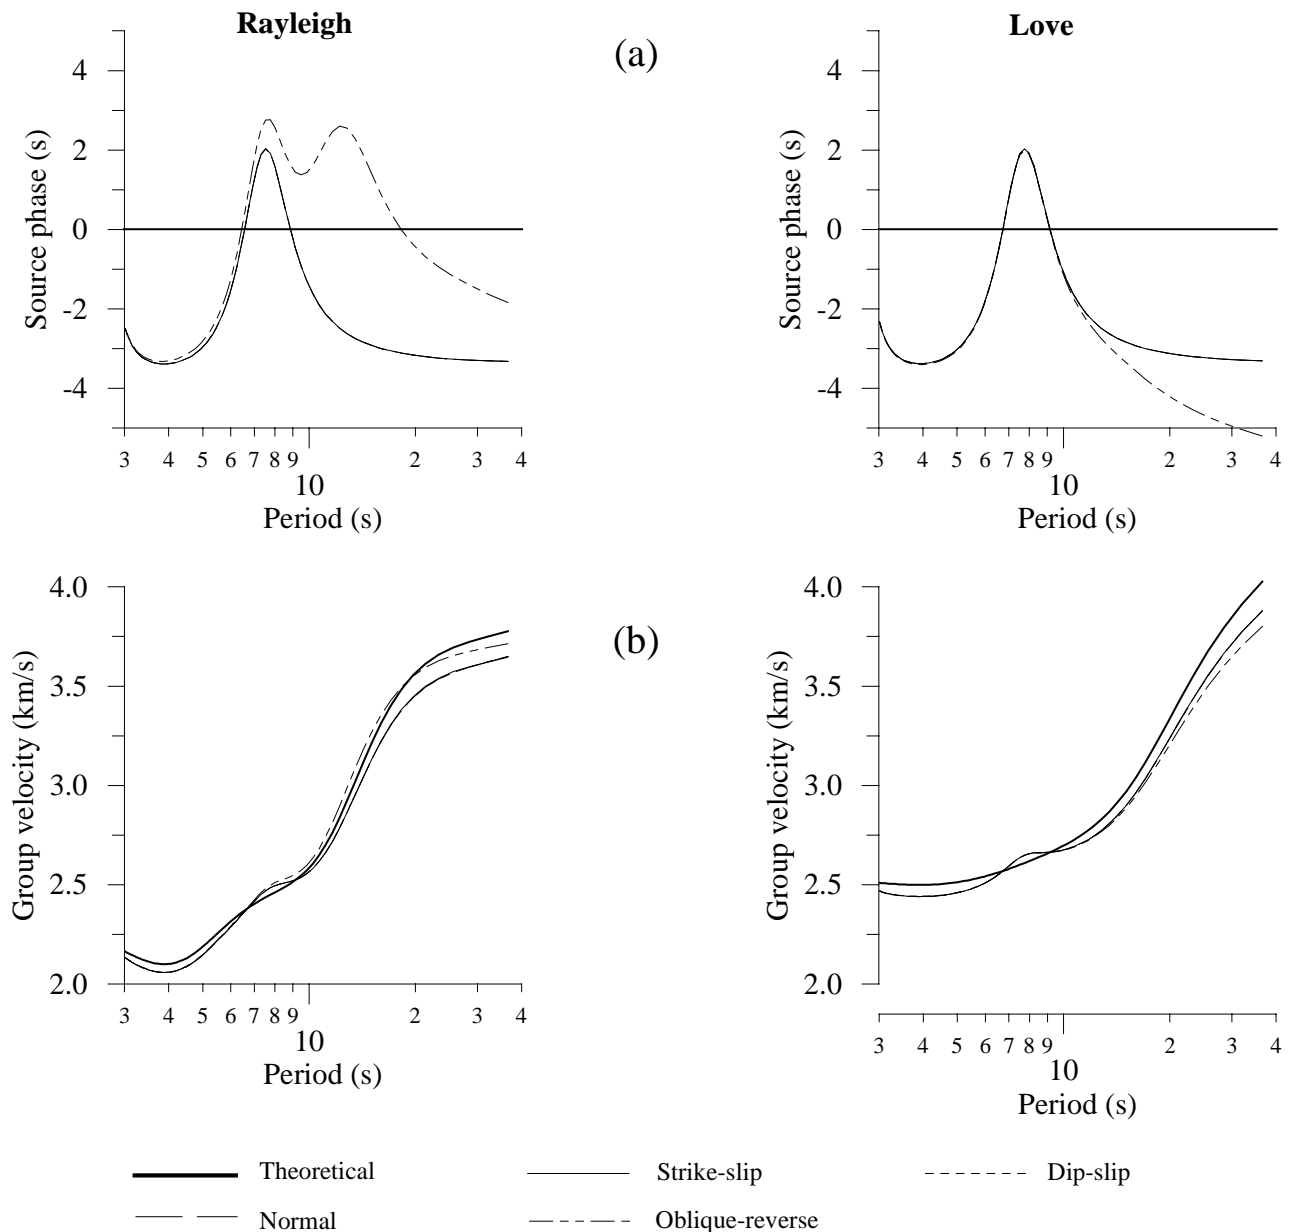 Rayleigh
(a)
Love
Source phase (s)
4
2
0
-2
-4
3 4 5 6 7 8 9 2 3 4
10
Period (s)
Source phase (s)
4
2
0
-2
-4
3 4 5 6 7 8 9 2 3 4
10
Period (s)
(b)
Group velocity (km/s)
4.0
3.5
3.0
2.5
2.0
3 4 5 6 7 8 9 2 3 4
10
Period (s)
Group velocity (km/s)
4.0
3.5
3.0
2.5
2.0
3 4 5 6 7 8 9 2 3 4
10
Period (s)
Theoretical Strike-slip Dip-slip
Normal Oblique-reverse